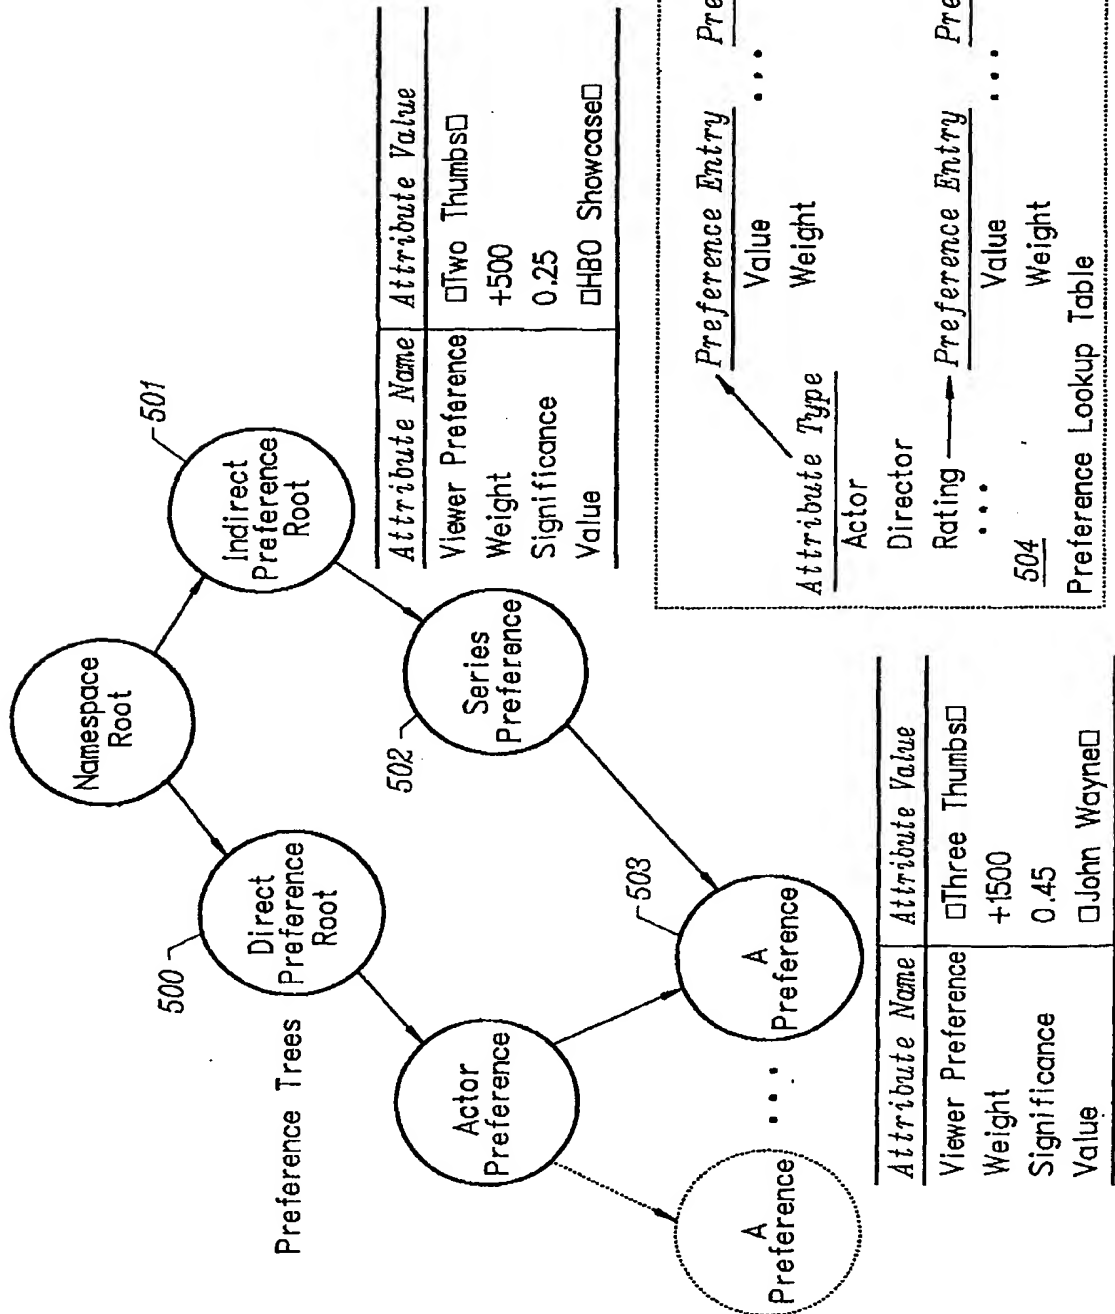 Namespace
Root
Preference Trees
500
Direct
Preference
Root
501
Indirect
Preference
Root
Actor
Preference
502
Series
Preference
A
Preference
• • •
503
A
Preference
Attribute Name Attribute Value
Viewer Preference □Two Thumbs□
Weight +500
Significance 0.25
Value □HBO Showcase□
Attribute Name Attribute Value
Viewer Preference □Three Thumbs□
Weight +1500
Significance 0.45
Value □John Wayne□
Attribute Type
Actor
Director
Rating
• • •
Preference Entry Pre
Value • • •
Weight
Preference Entry Pre
Value • • •
Weight
504
Preference Lookup Table